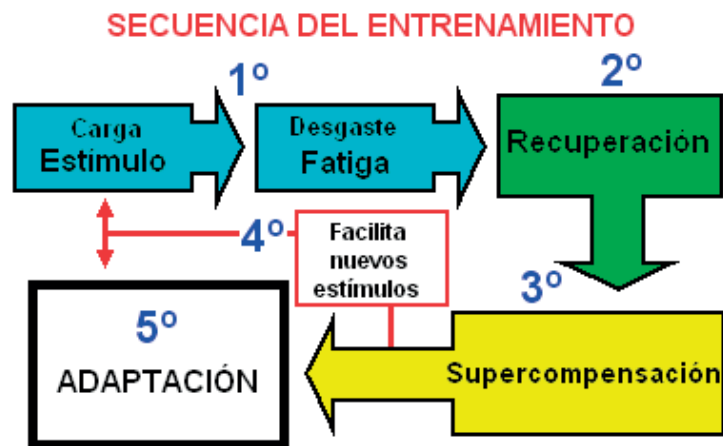 SECUENCIA DEL ENTRENAMIENTO
1º
Carga
Estímulo
Desgaste
Fatiga
2º
Recuperación
3º
Supercompensación
4º
Facilita
nuevos
estímulos
5º
ADAPTACIÓN